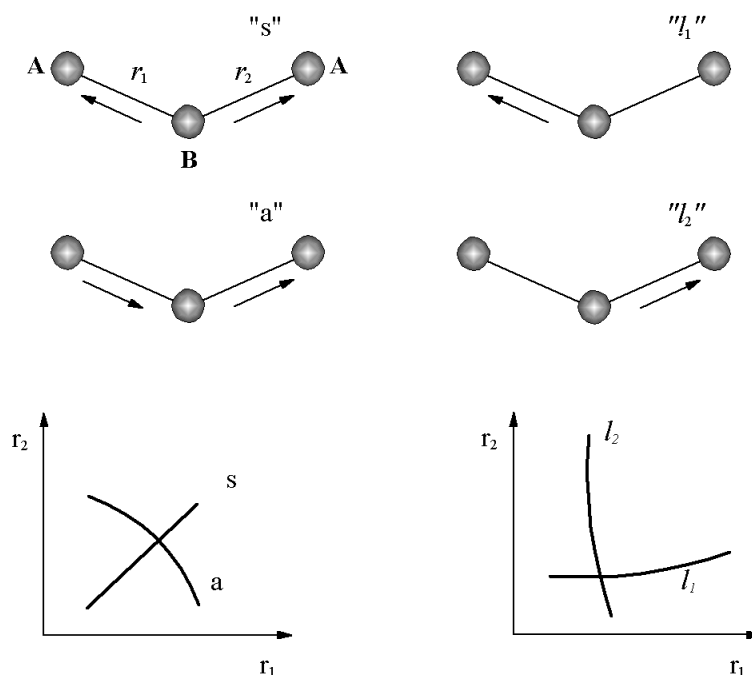 "s"
"l₁"
A r₁ r₂ A
B
"a"
"l₂"
r₂ s a r₁
r₂ l₂ l₁ r₁